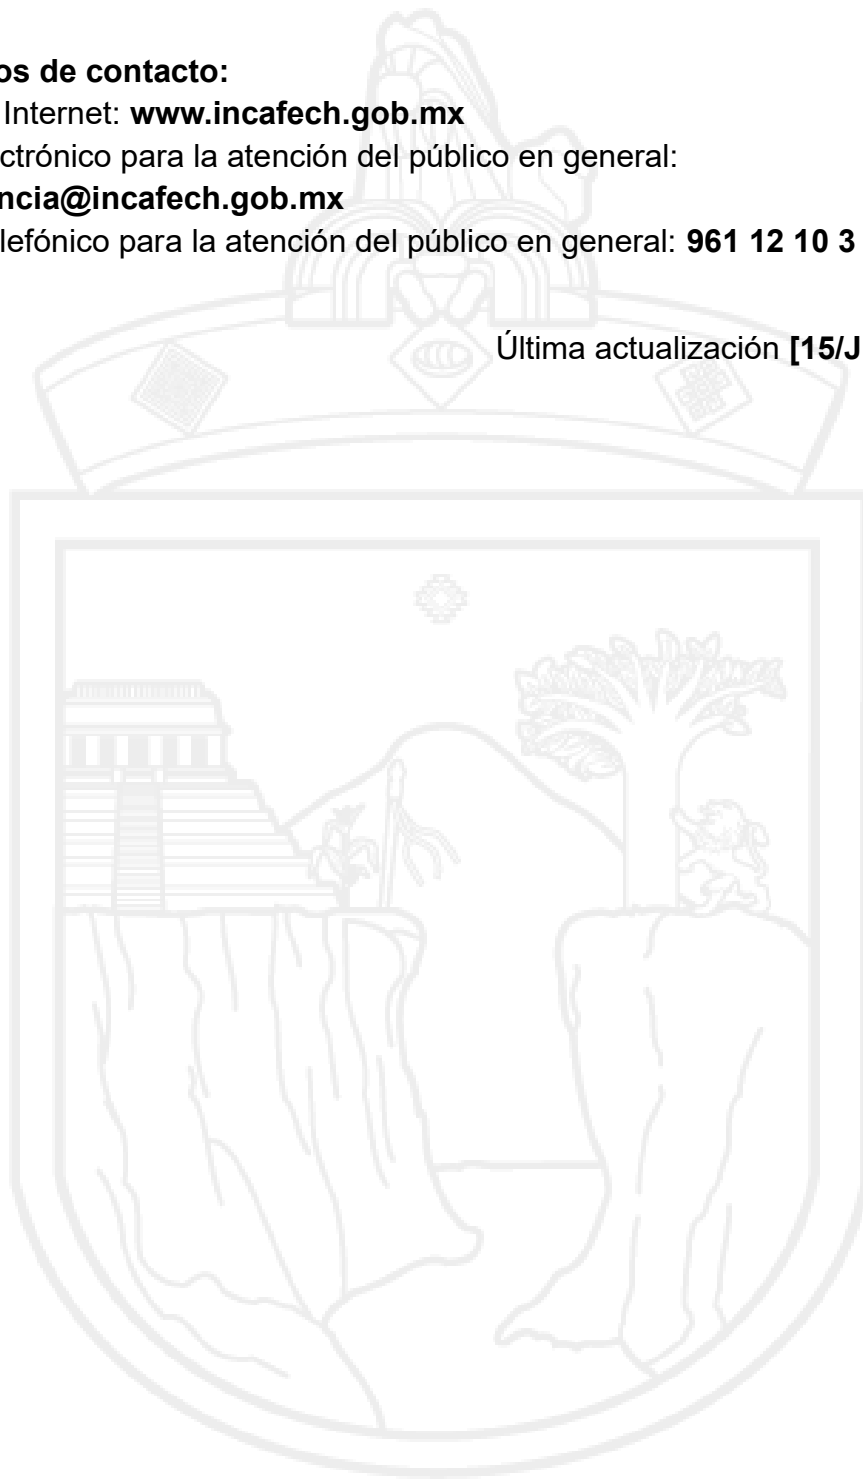 os de contacto:
Internet: www.incafech.gob.mx
ctrónico para la atención del público en general:
ncia@incafech.gob.mx
lefónico para la atención del público en general: 961 12 10 3
Última actualización [15/J